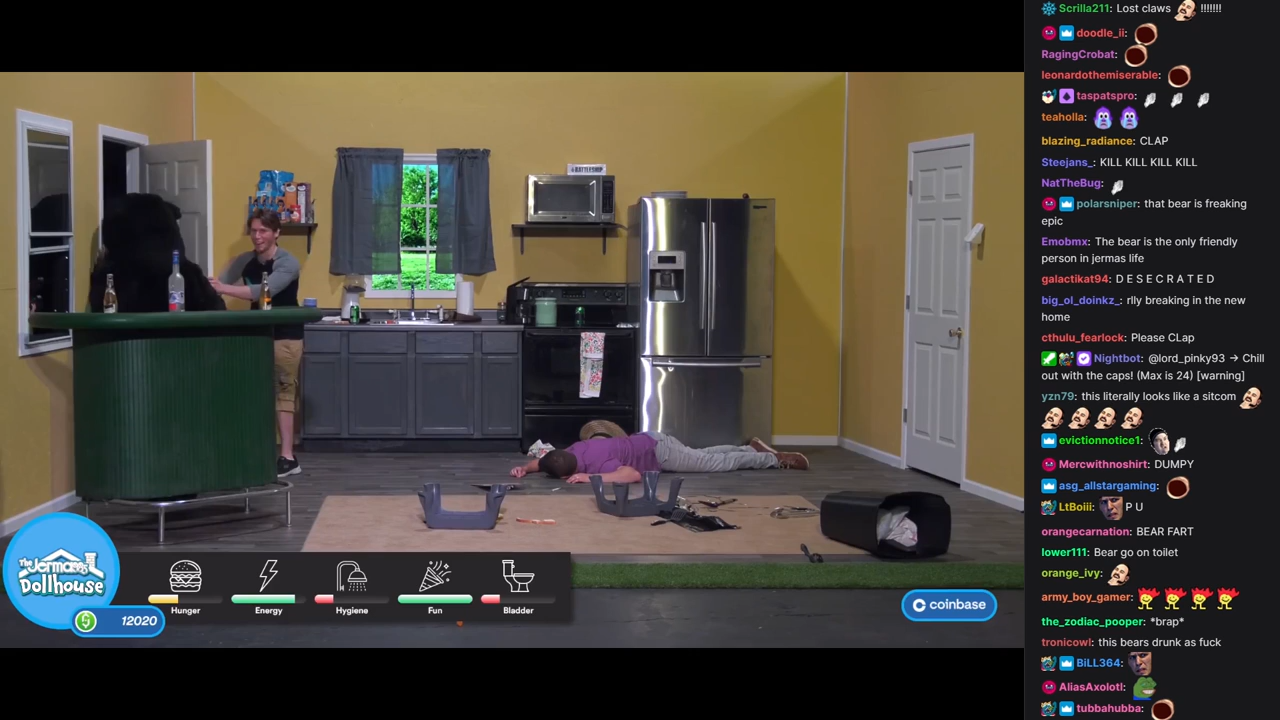 BATTLESHIP
The Jerma985
Dollhouse
12020
Hunger
Energy
Hygiene
Fun
Bladder
coinbase
Scrilla211: Lost claws !!!!!!!
doodle_ii:
RagingCrobat:
leonardothemiserable:
taspatspro:
teaholla:
blazing_radiance: CLAP
Steejans_: KILL KILL KILL KILL
NatTheBug:
polarsniper: that bear is freaking
epic
Emobmx: The bear is the only friendly
person in jermas life
galactikat94: D E S E C R A T E D
big_ol_doinkz_: rlly breaking in the new
home
cthulu_fearlock: Please CLap
Nightbot: @lord_pinky93 → Chill
out with the caps! (Max is 24) [warning]
yzn79: this literally looks like a sitcom
evictionnotice1:
Mercwithnoshirt: DUMPY
asg_allstargaming:
LtBoiii: P U
orangecarnation: BEAR FART
lower111: Bear go on toilet
orange_ivy:
army_boy_gamer:
the_zodiac_pooper: *brap*
tronicowl: this bears drunk as fuck
BiLL364:
AliasAxolotl:
tubbahubba: